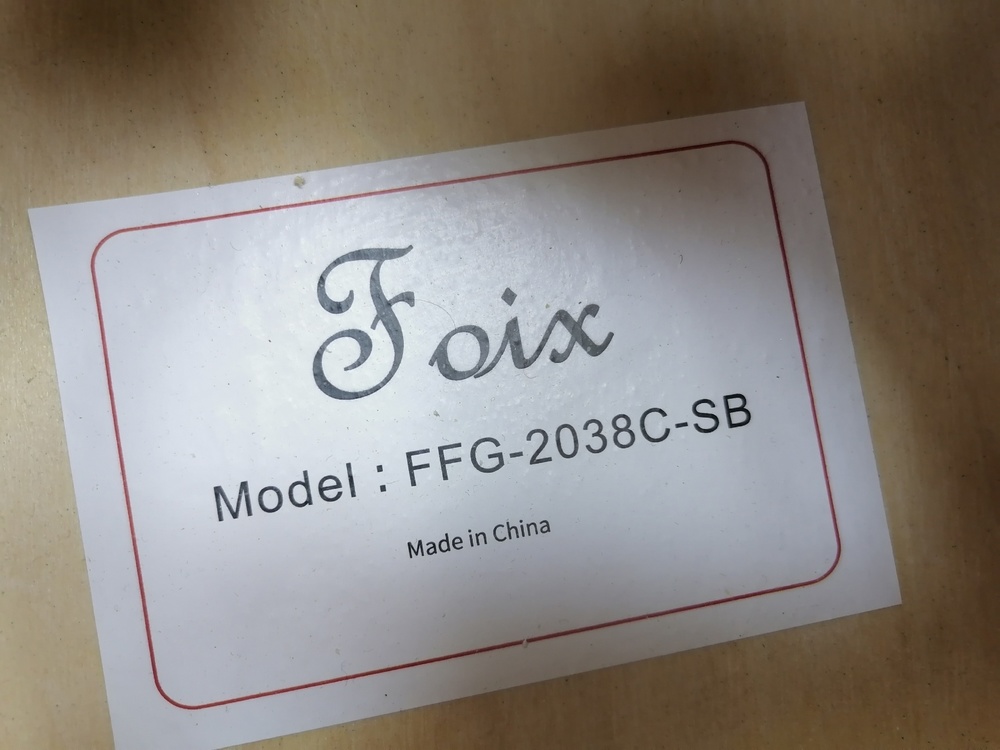 Foix
Model : FFG-2038C-SB
Made in China